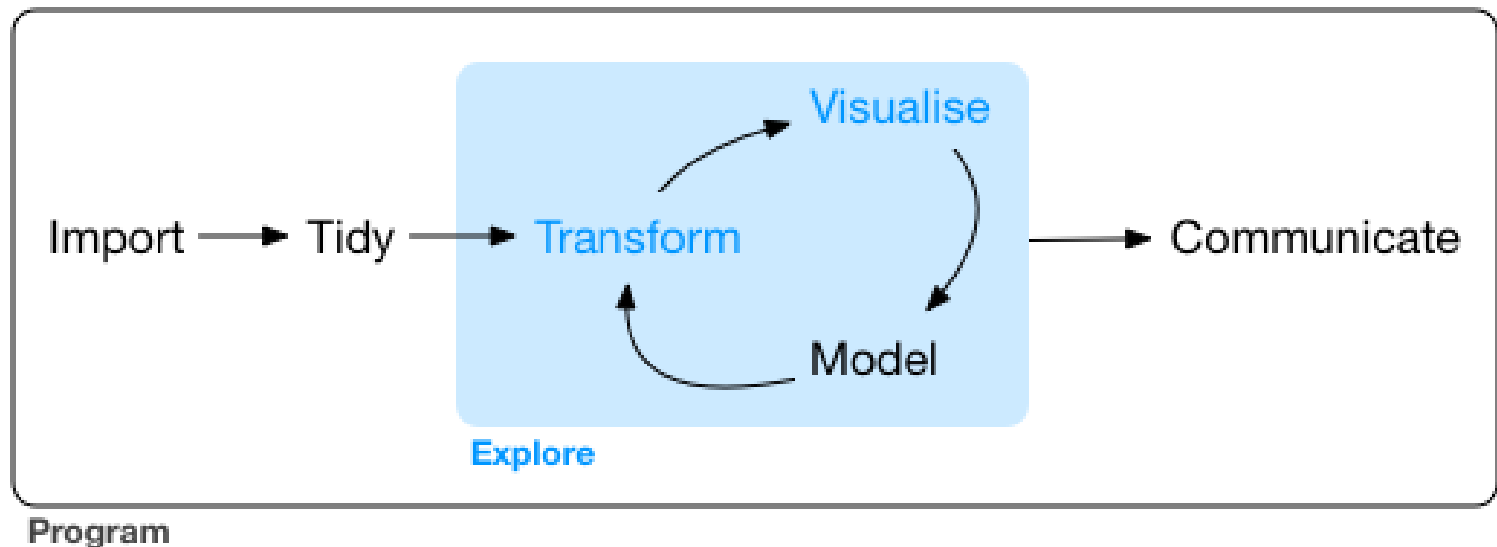 Visualise
Import Tidy Transform Communicate
Model
Explore
Program